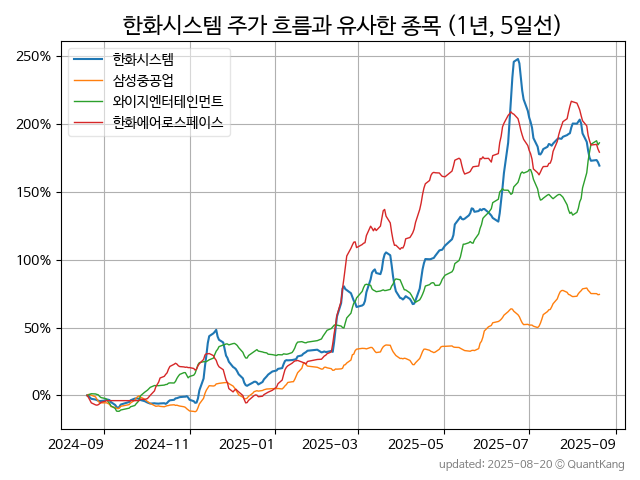 한화시스템 주가 흐름과 유사한 종목 (1년, 5일선)
250%
200%
150%
100%
50%
0%
한화시스템
삼성중공업
와이지엔터테인먼트
한화에어로스페이스
2024-09 2024-11 2025-01 2025-03 2025-05 2025-07 2025-09
updated: 2025-08-20 © QuantKang